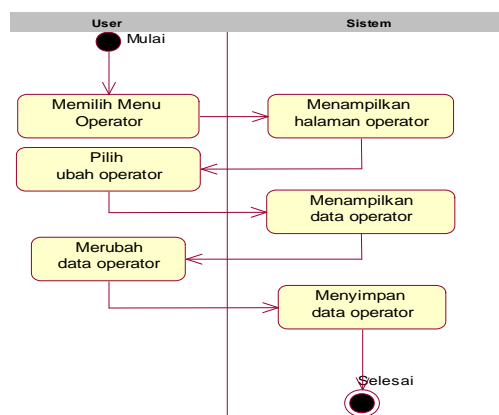 User
Sistem
Mulai
Memilih Menu
Operator
Menampilkan
halaman operator
Pilih
ubah operator
Menampilkan
data operator
Merubah
data operator
Menyimpan
data operator
Selesai